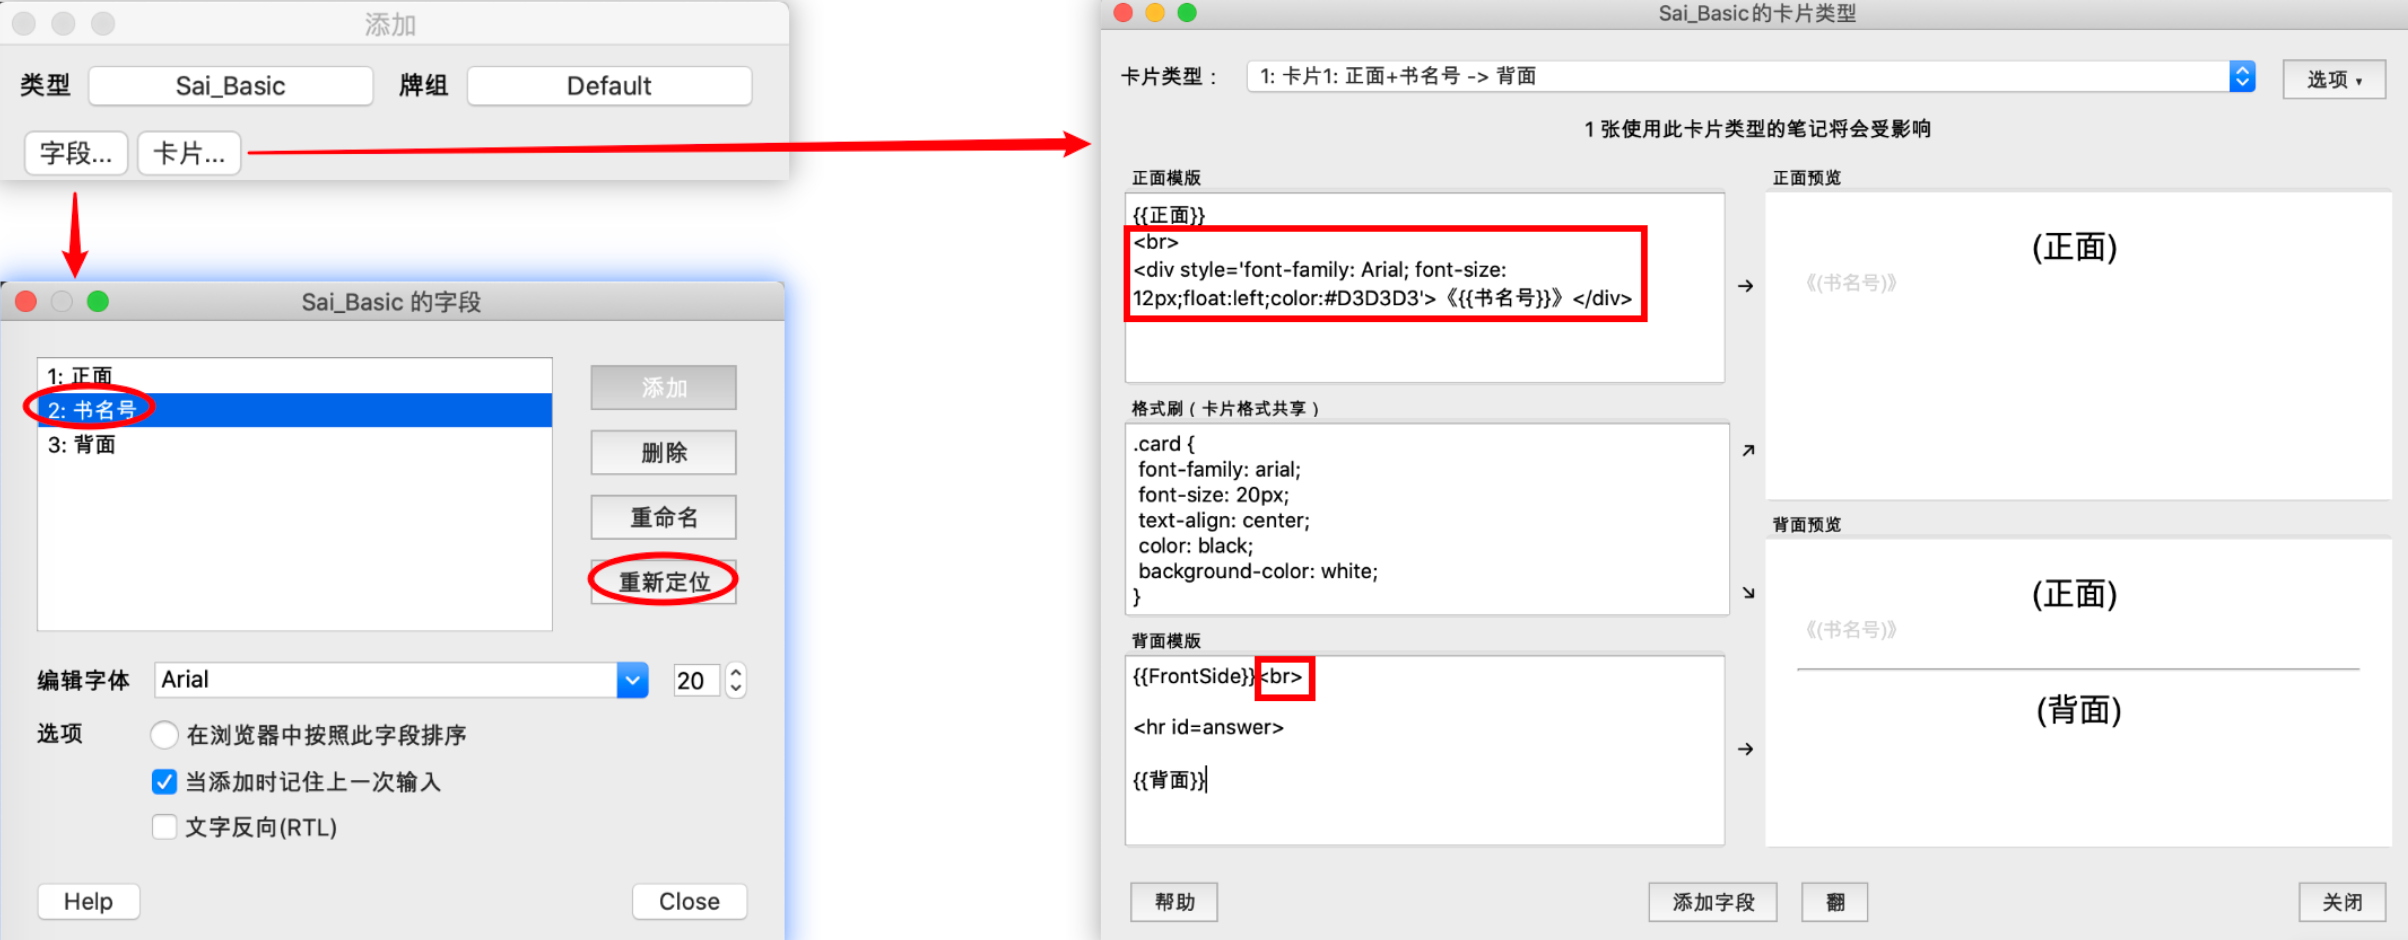 添加
类型 Sai_Basic 牌组 Default
字段... 卡片...
Sai_Basic 的字段
1: 正面
2: 书名号
3: 背面
添加
删除
重命名
重新定位
编辑字体 Arial 20
选项 在浏览器中按照此字段排序
当添加时记住上一次输入
文字反向(RTL)
Help Close
Sai_Basic的卡片类型
卡片类型： 1: 卡片1: 正面+书名号 -> 背面 选项 ▾
1 张使用此卡片类型的笔记将会受影响
正面模版
{{正面}}
<br>
<div style='font-family: Arial; font-size:
12px;float:left;color:#D3D3D3'>《{{书名号}}》</div>
→
正面预览
(正面)
《(书名号)》
格式刷（卡片格式共享）
.card {
font-family: arial;
font-size: 20px;
text-align: center;
color: black;
background-color: white;
}
↗
↘
背面模版
{{FrontSide}}<br>
<hr id=answer>
{{背面}}
→
背面预览
(正面)
《(书名号)》
(背面)
帮助 添加字段 翻 关闭